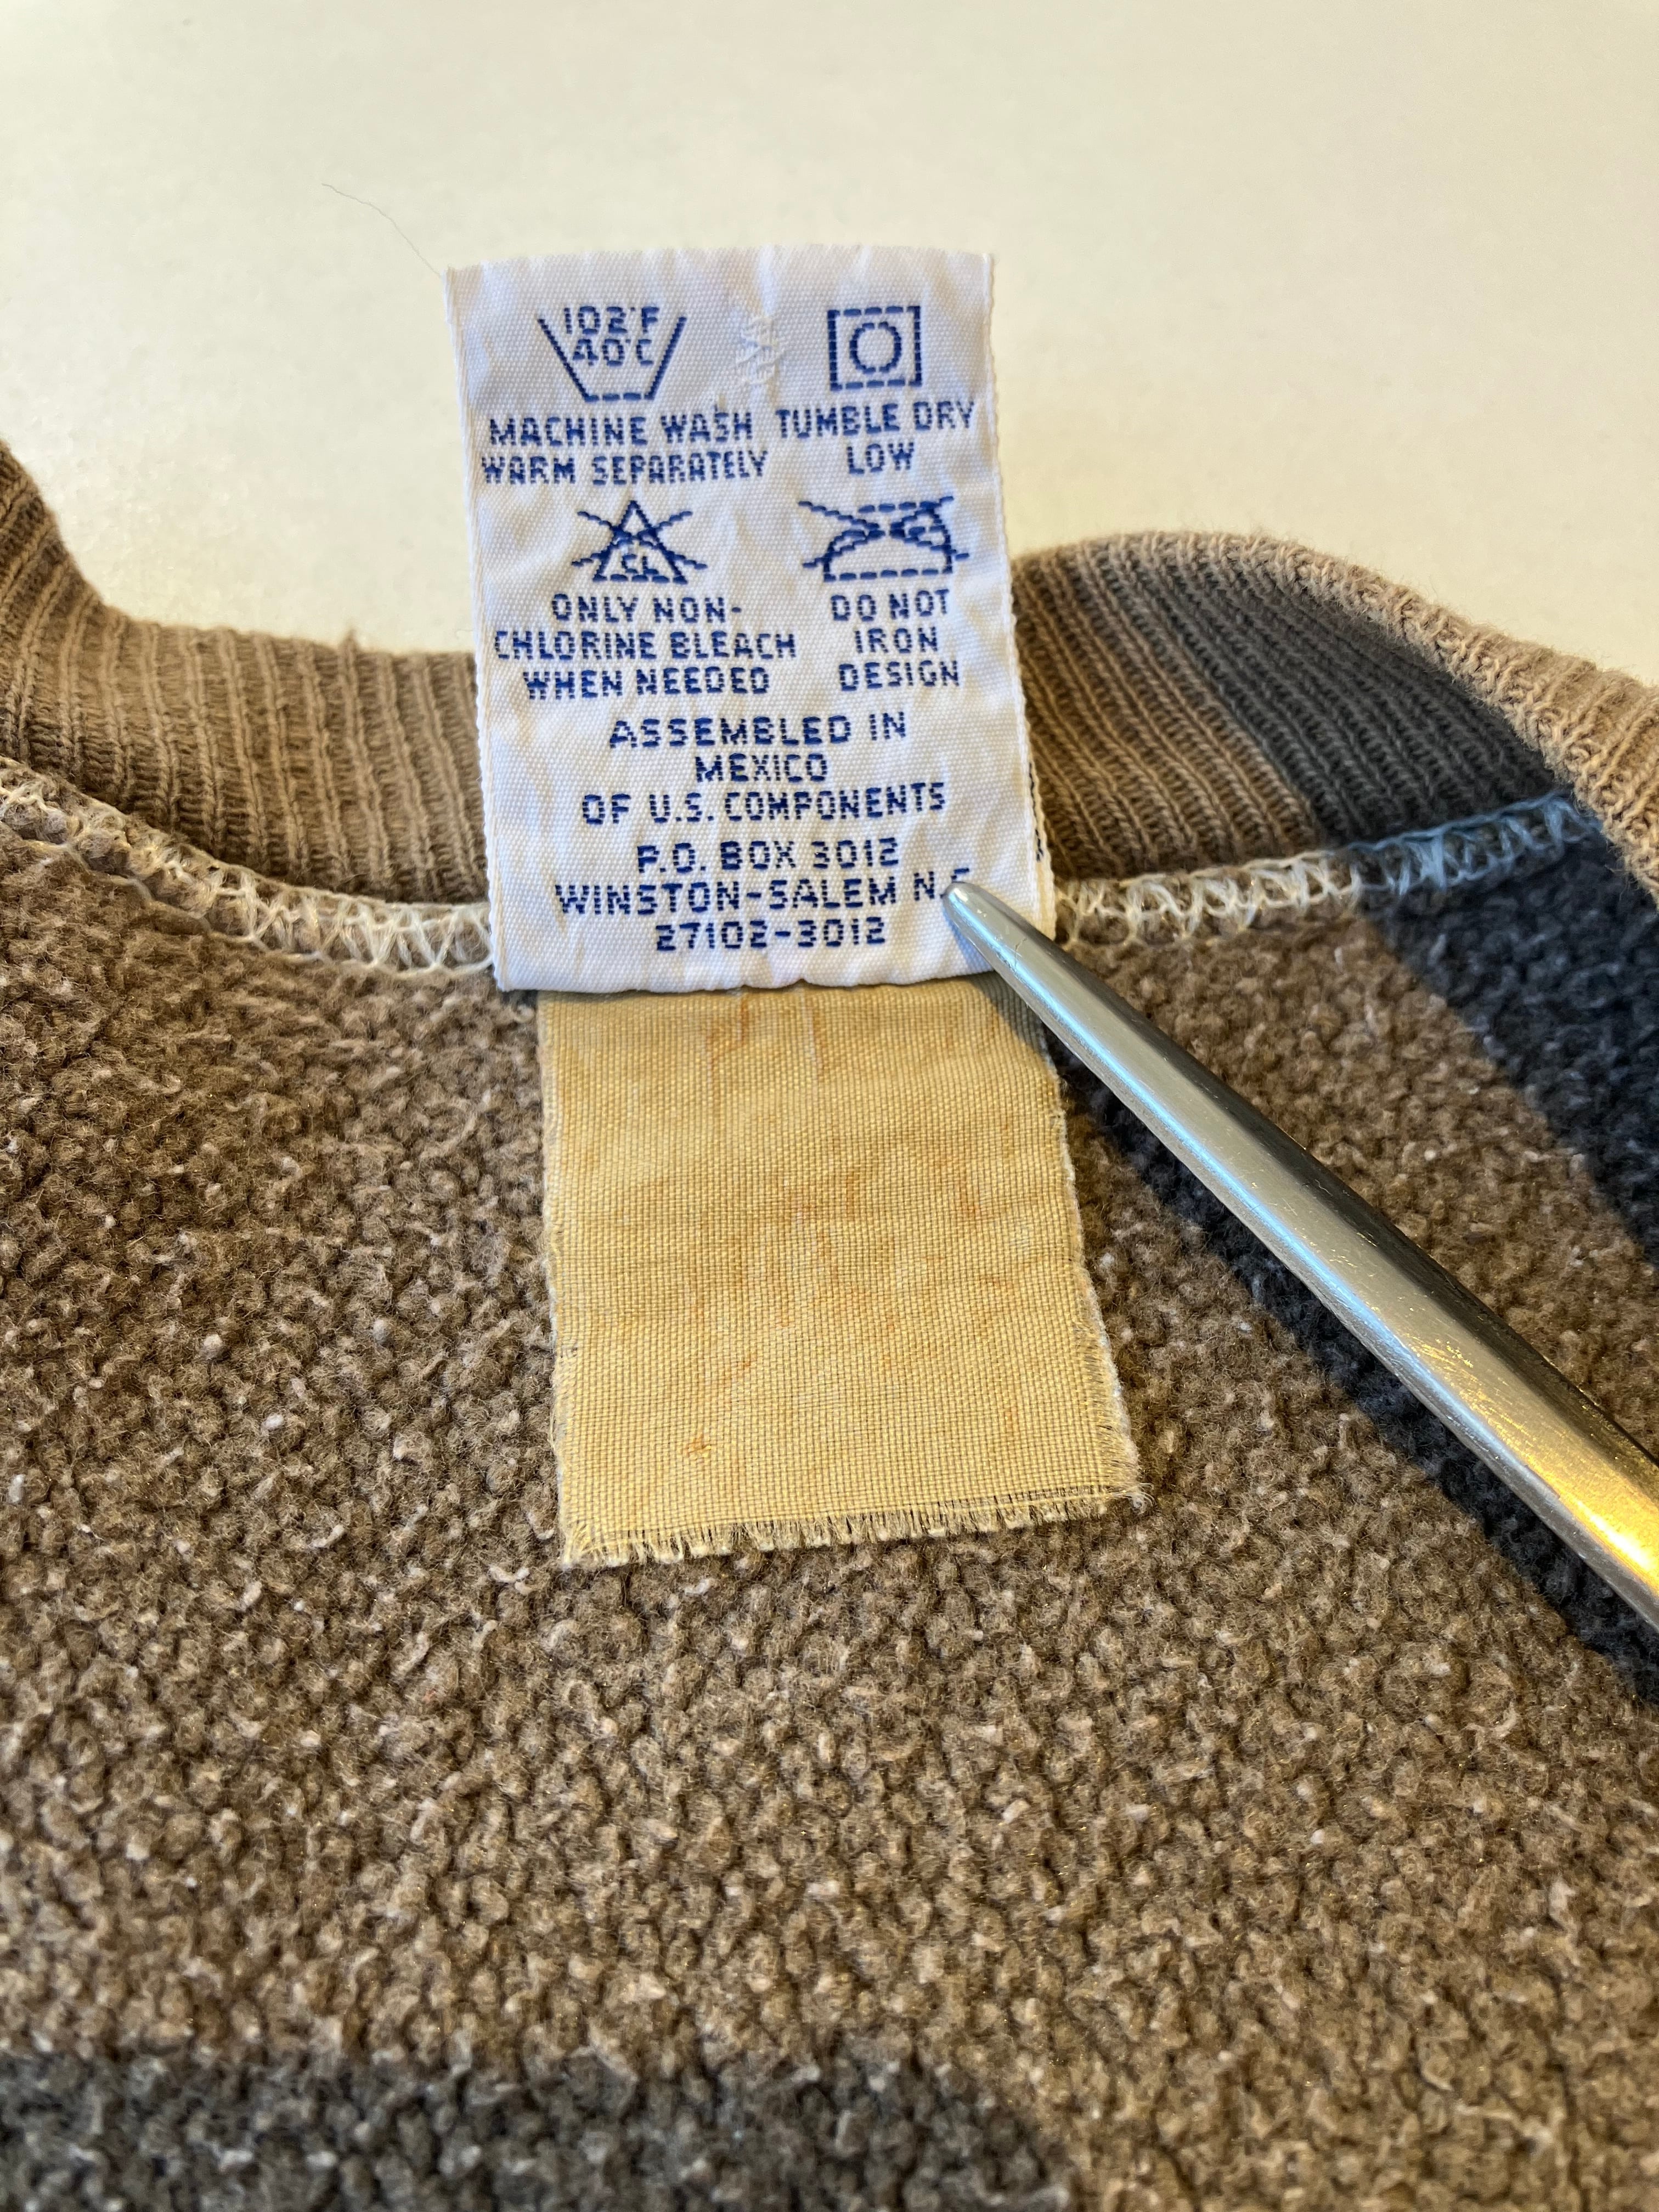 102°F
40°C
MACHINE WASH
WARM SEPARATELY
TUMBLE DRY
LOW
CL
ONLY NON-
CHLORINE BLEACH
WHEN NEEDED
DO NOT
IRON
DESIGN
ASSEMBLED IN
MEXICO
OF U.S. COMPONENTS
P.O. BOX 3012
WINSTON-SALEM N.C
27102-3012